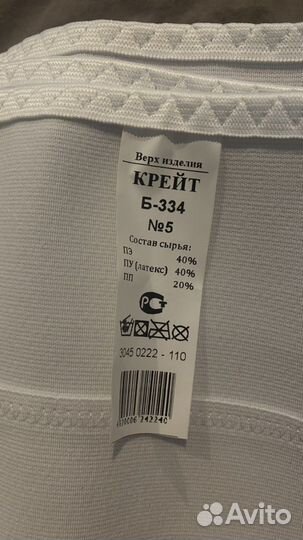 Верх изделия
КРЕЙТ
Б-334
№5
Состав сырья:
ПЭ 40%
ПУ (латекс) 40%
ПП 20%
3045 0222 - 110
Avito